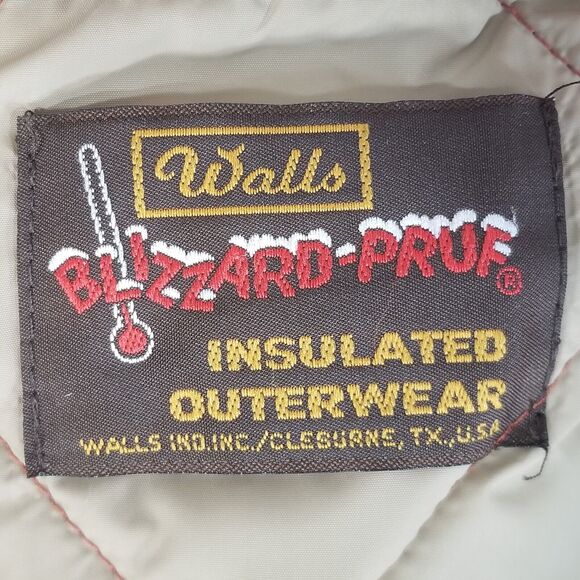 Walls
BLIZZARD-PRUF®
INSULATED
OUTERWEAR
WALLS IND.INC./CLEBURNE, TX.,U.S.A